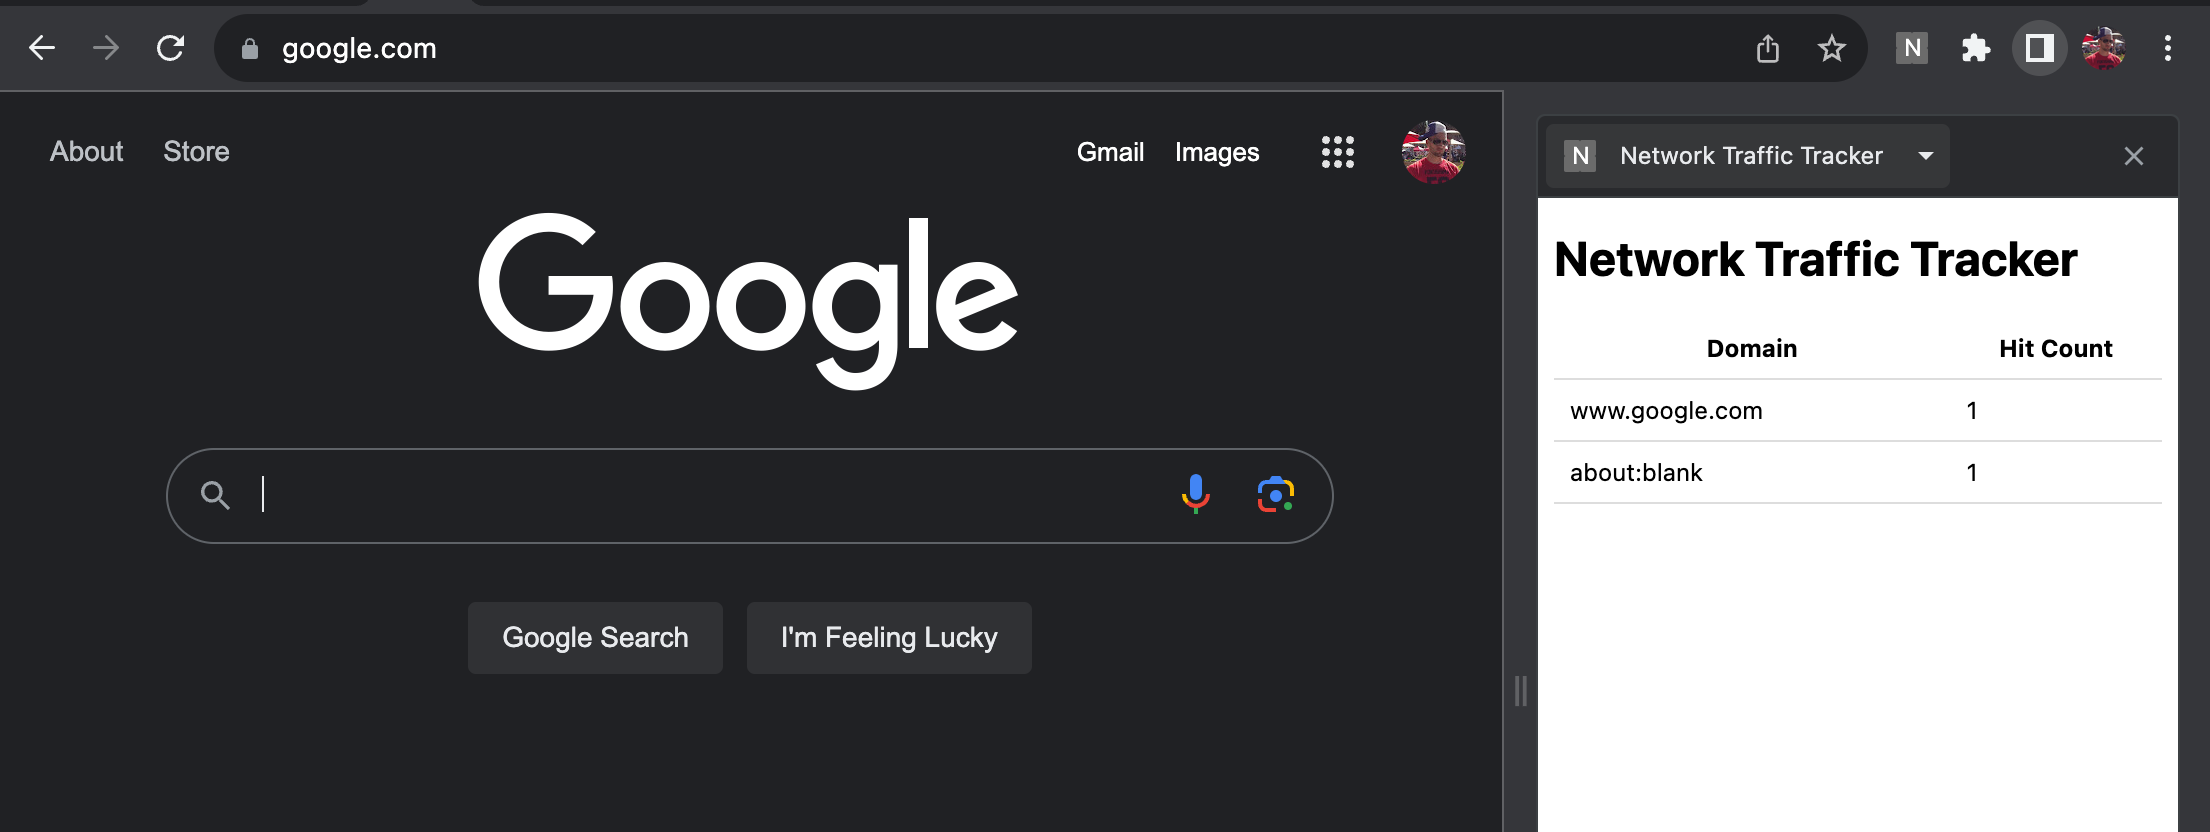 google.com
N
About Store
Gmail Images
Google
Google Search
I'm Feeling Lucky
N Network Traffic Tracker
Network Traffic Tracker
Domain Hit Count
www.google.com 1
about:blank 1